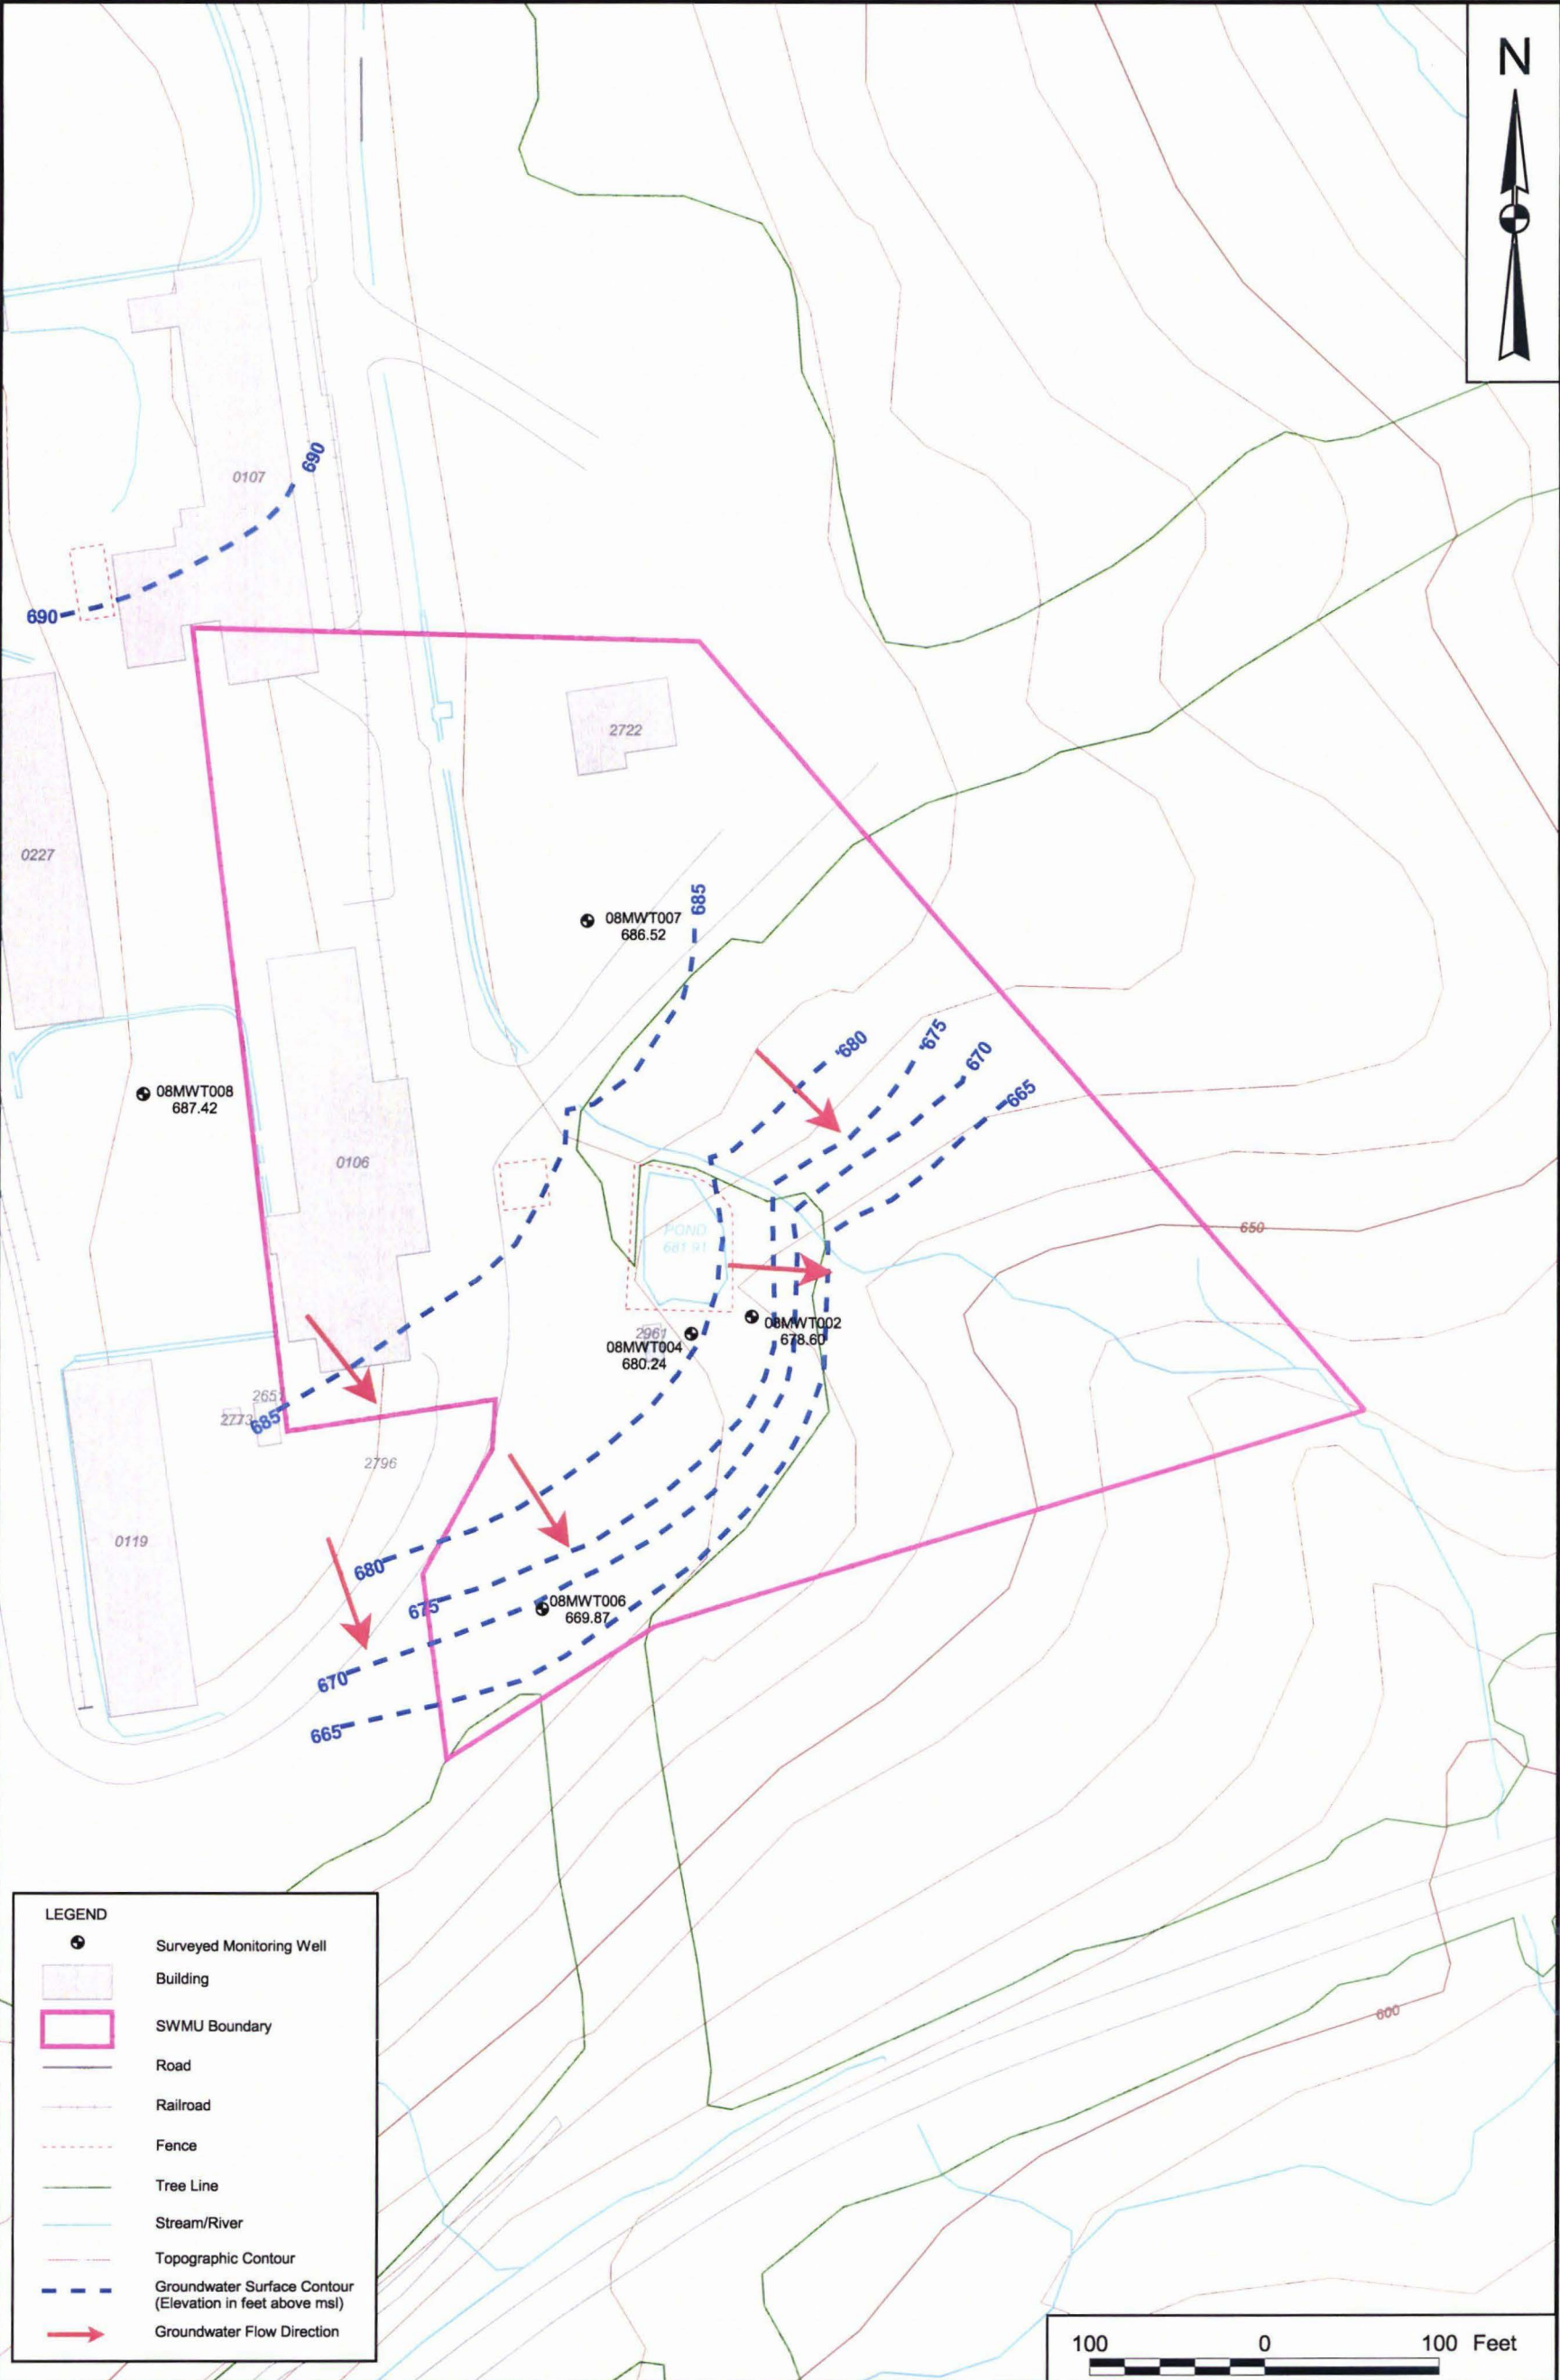 N
690
0107
690
2722
0227
685
08MWT007
686.52
680
675
670
665
08MWT008
687.42
0106
POND
681.91
650
08MWT002
678.60
2961
08MWT004
680.24
2657
2773
685
2796
0119
680
675
08MWT006
669.87
670
665
600
LEGEND
Surveyed Monitoring Well
Building
SWMU Boundary
Road
Railroad
Fence
Tree Line
Stream/River
Topographic Contour
Groundwater Surface Contour
(Elevation in feet above msl)
Groundwater Flow Direction
100 0 100 Feet